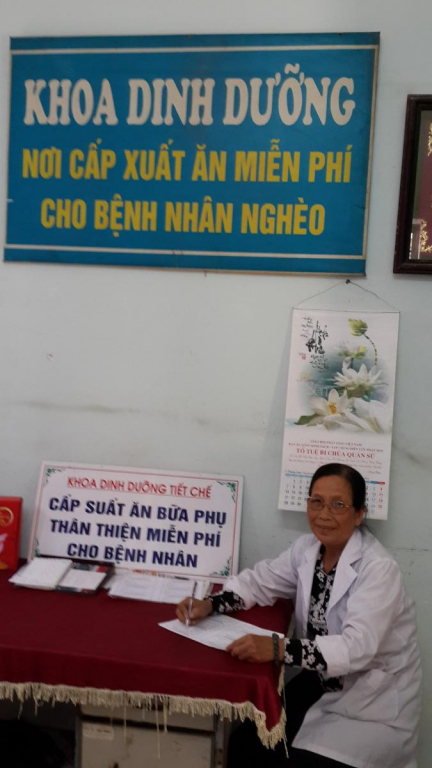 KHOA DINH DƯỠNG
NƠI CẤP XUẤT ĂN MIỄN PHÍ
CHO BỆNH NHÂN NGHÈO
TỔ TUỆ BI CHÙA QUÁN SỨ
KHOA DINH DƯỠNG TIẾT CHẾ
CẤP SUẤT ĂN BỮA PHỤ
THÂN THIỆN MIỄN PHÍ
CHO BỆNH NHÂN